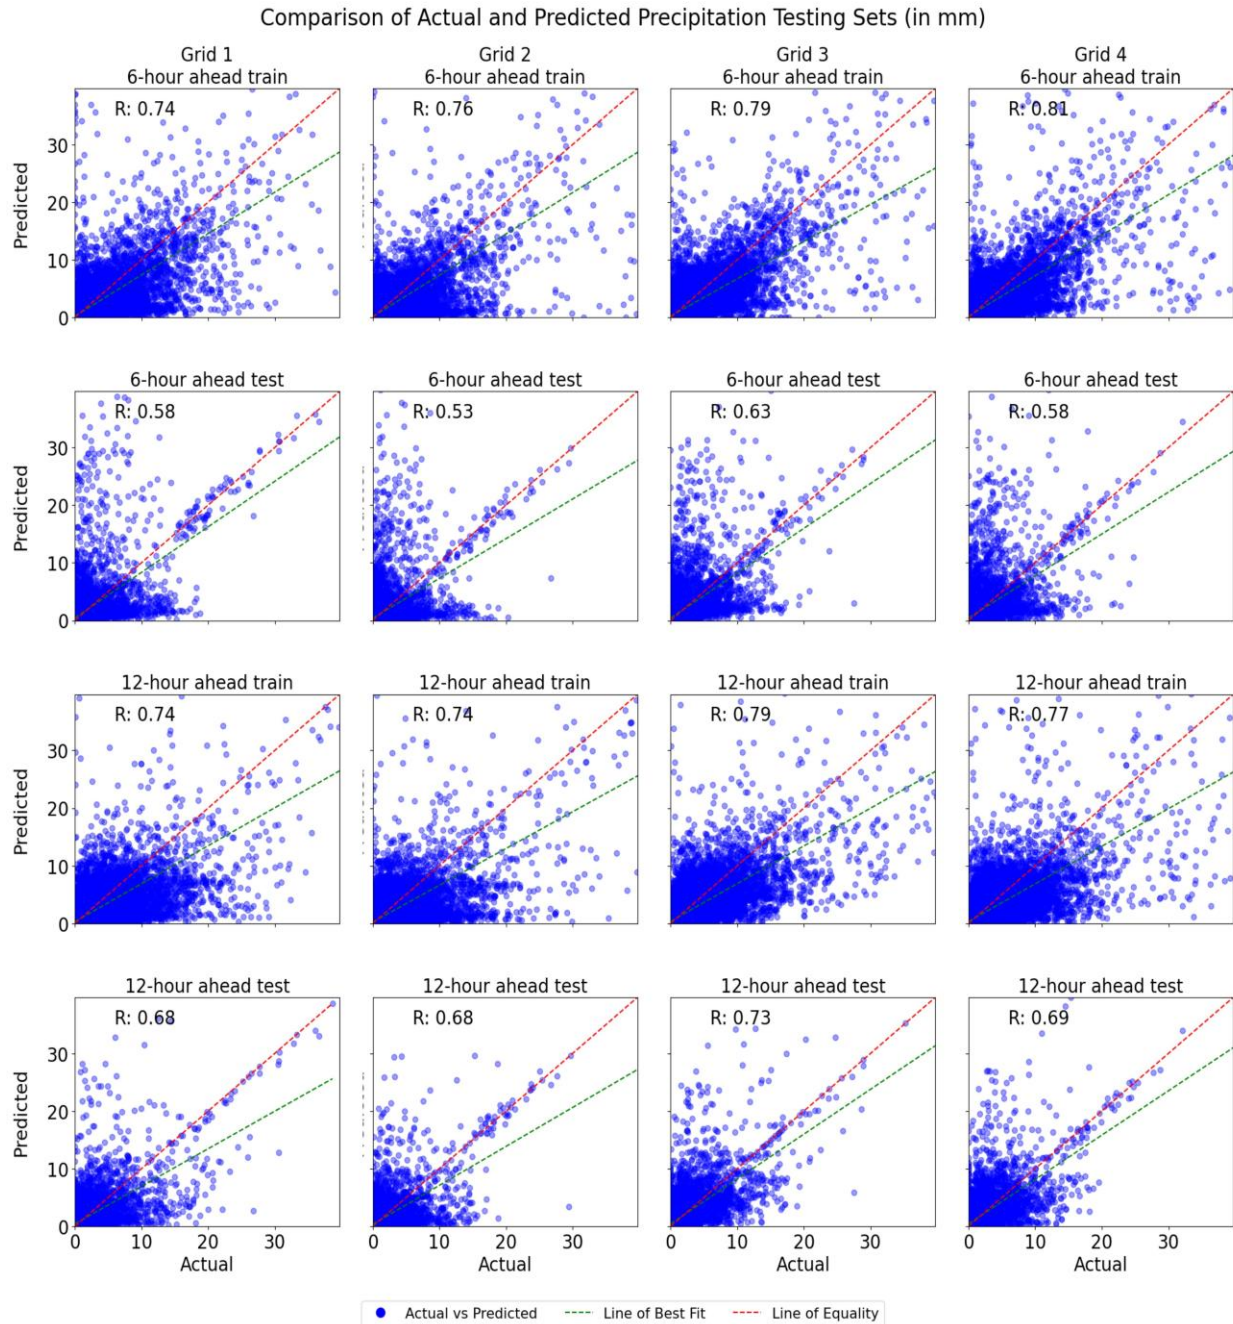 Comparison of Actual and Predicted Precipitation Testing Sets (in mm)
Grid 1 Grid 2 Grid 3 Grid 4
6-hour ahead train 6-hour ahead train 6-hour ahead train 6-hour ahead train
R: 0.74 R: 0.76 R: 0.79 R: 0.81
30
20
10
0
Predicted
6-hour ahead test 6-hour ahead test 6-hour ahead test 6-hour ahead test
R: 0.58 R: 0.53 R: 0.63 R: 0.58
30
20
10
0
Predicted
12-hour ahead train 12-hour ahead train 12-hour ahead train 12-hour ahead train
R: 0.74 R: 0.74 R: 0.79 R: 0.77
30
20
10
0
Predicted
12-hour ahead test 12-hour ahead test 12-hour ahead test 12-hour ahead test
R: 0.68 R: 0.68 R: 0.73 R: 0.69
30
20
10
0
Predicted
0 10 20 30 0 10 20 30 0 10 20 30 0 10 20 30
Actual Actual Actual Actual
Actual vs Predicted Line of Best Fit Line of Equality